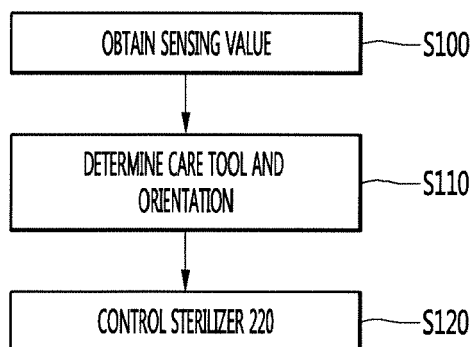 OBTAIN SENSING VALUE
S100
DETERMINE CARE TOOL AND
ORIENTATION
S110
CONTROL STERILIZER 220
S120